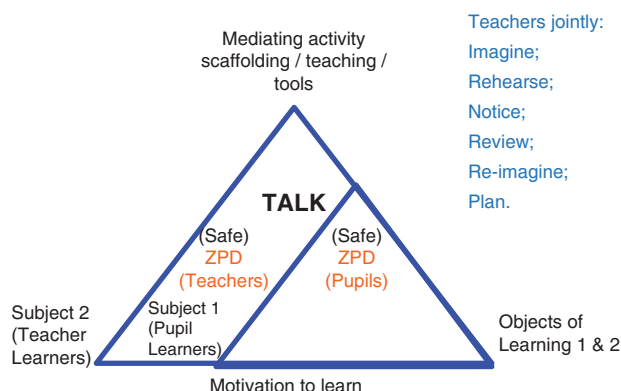 Mediating activity
scaffolding / teaching /
tools
Teachers jointly:
Imagine;
Rehearse;
Notice;
Review;
Re-imagine;
Plan.
TALK
(Safe)
ZPD
(Teachers)
(Safe)
ZPD
(Pupils)
Subject 2
(Teacher
Learners)
Subject 1
(Pupil
Learners)
Objects of
Learning 1 & 2
Motivation to learn